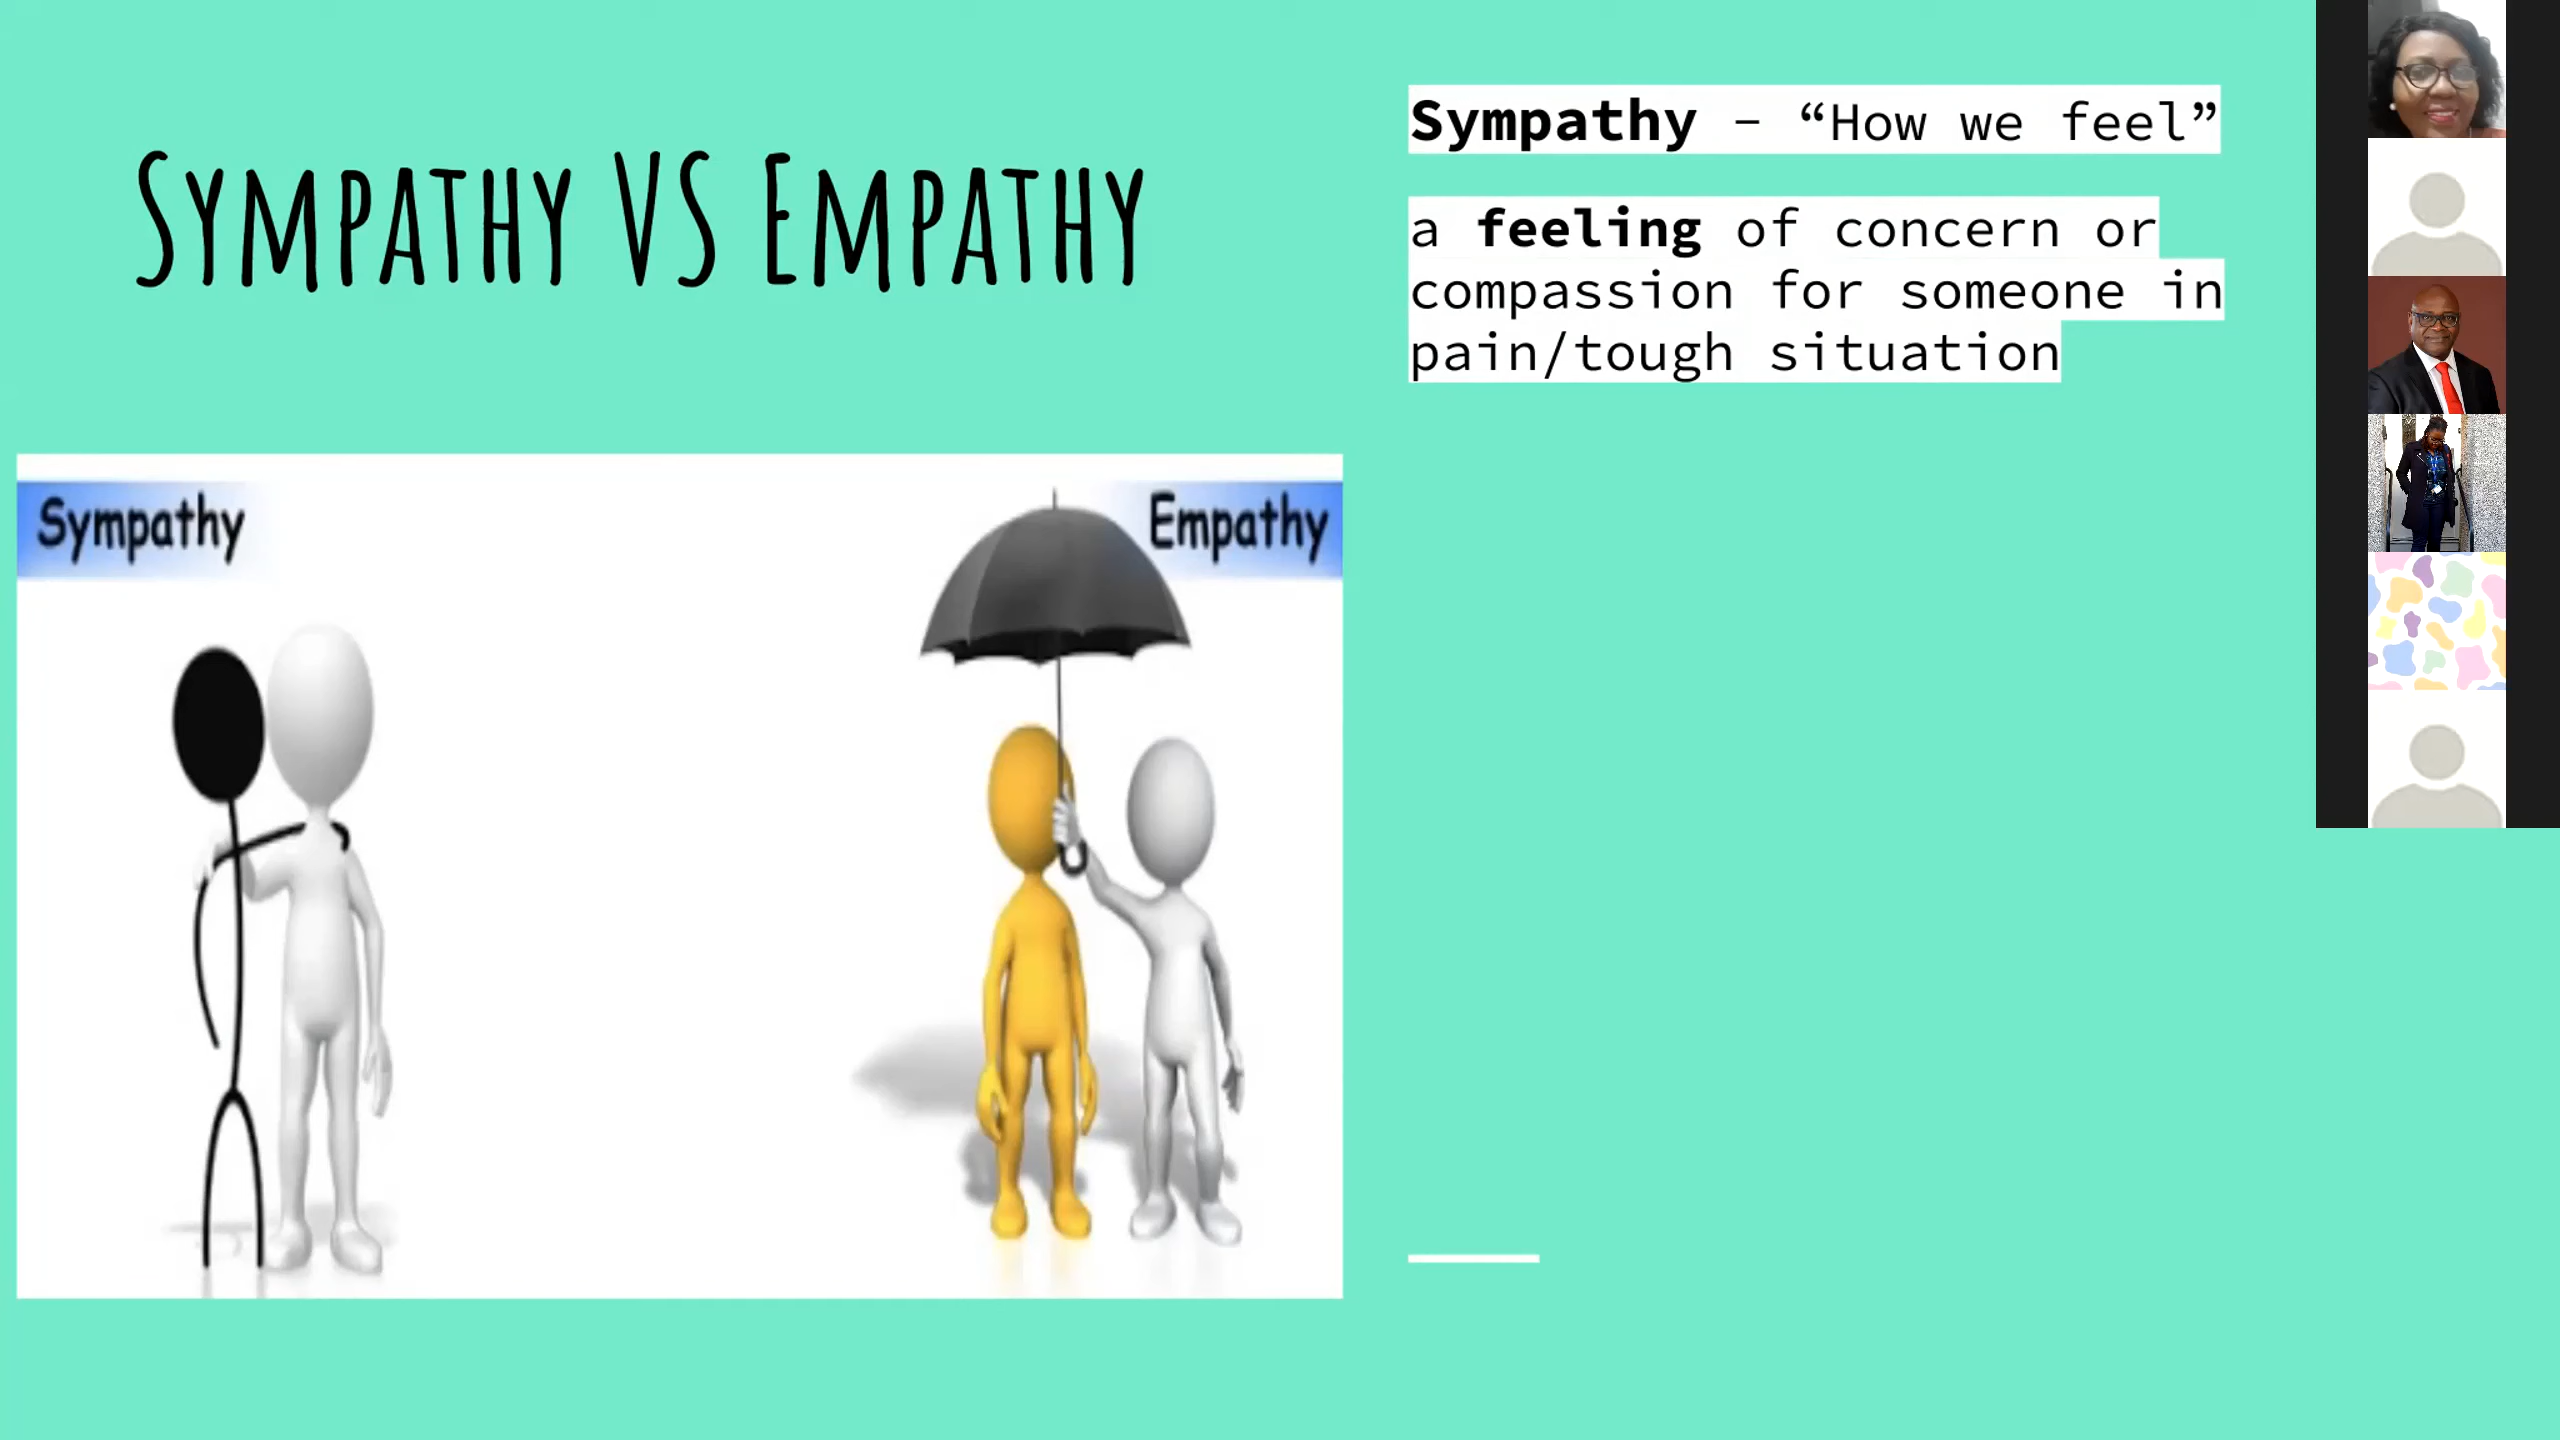 Sympathy VS Empathy
Sympathy – “How we feel”
a feeling of concern or
compassion for someone in
pain/tough situation
Sympathy
Empathy